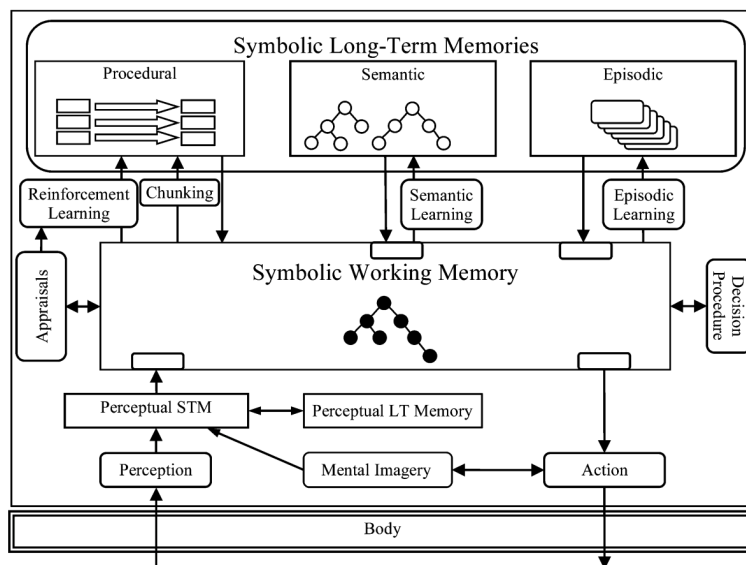 Symbolic Long-Term Memories
Procedural
Semantic
Episodic
Reinforcement
Learning
Chunking
Semantic
Learning
Episodic
Learning
Symbolic Working Memory
Appraisals
Decision
Procedure
Perceptual STM
Perceptual LT Memory
Perception
Mental Imagery
Action
Body